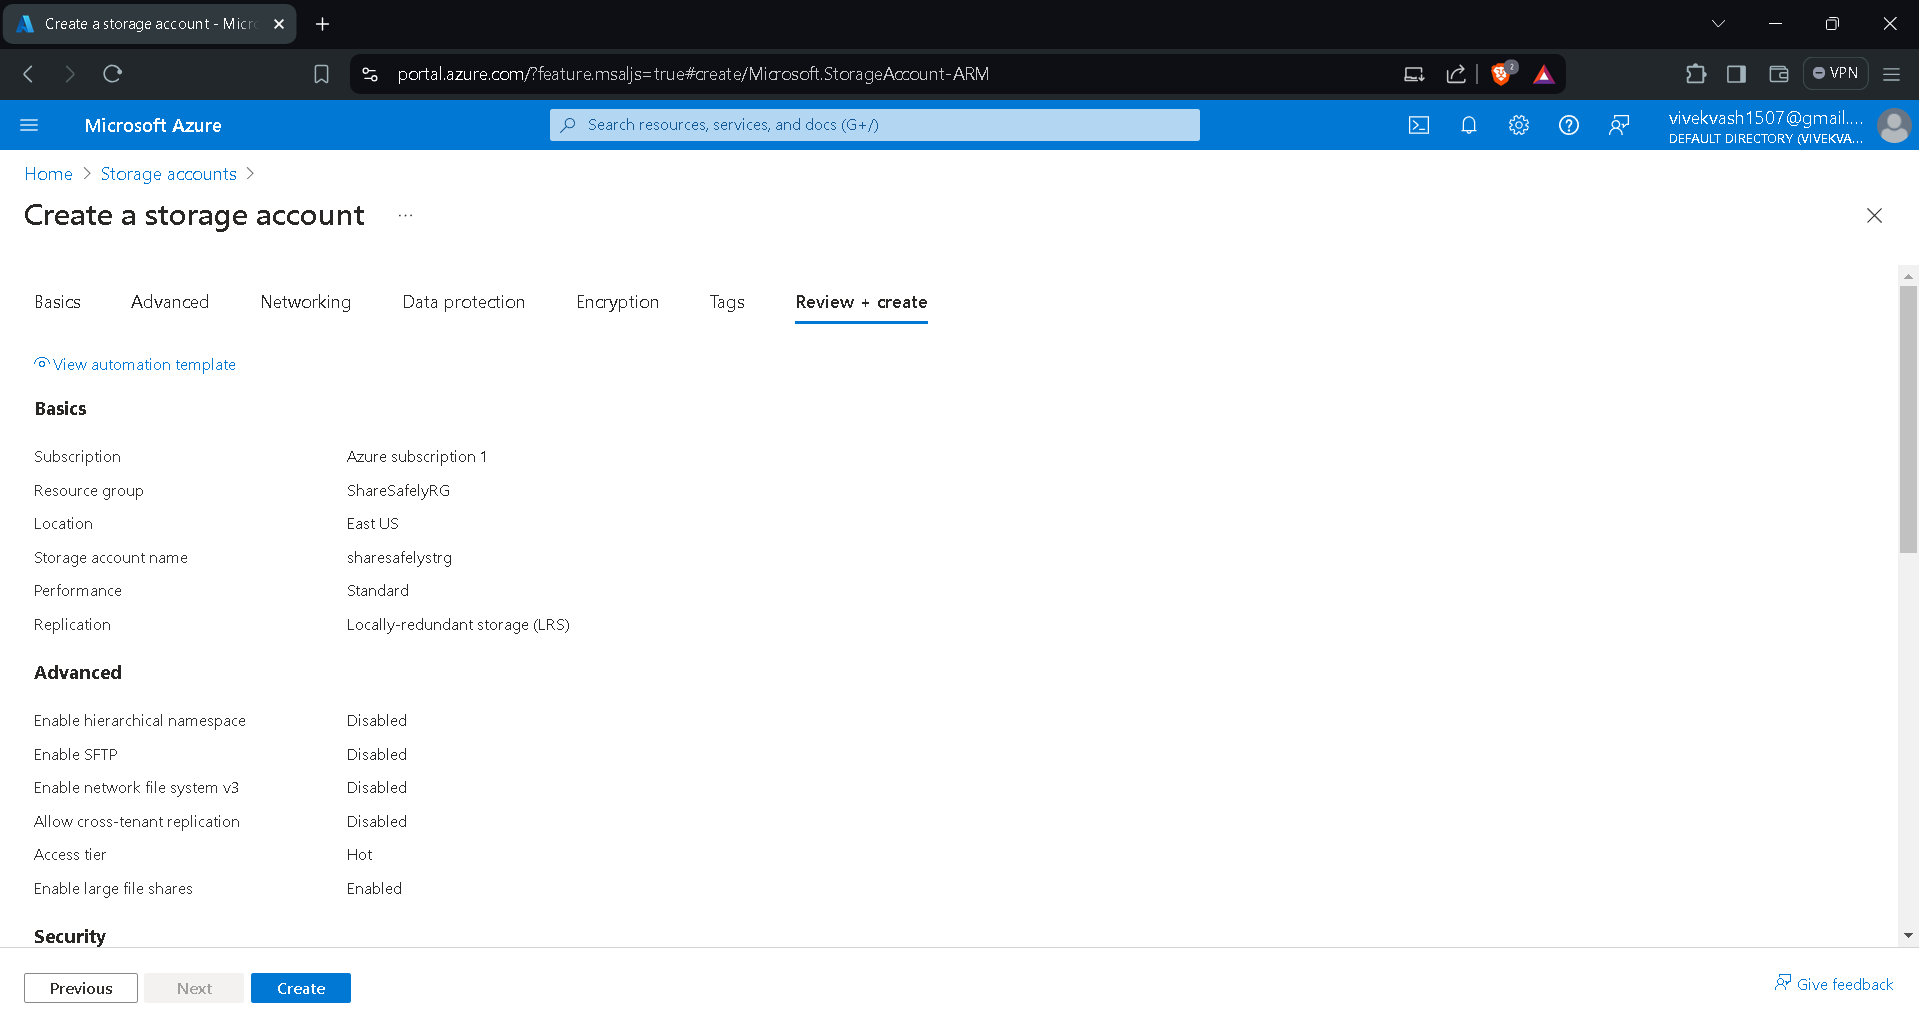 Create a storage account - Micr
portal.azure.com/?feature.msaljs=true#create/Microsoft.StorageAccount-ARM
2
VPN
Microsoft Azure
Search resources, services, and docs (G+/)
vivekvash1507@gmail....
DEFAULT DIRECTORY (VIVEKVA...
Home > Storage accounts >
Create a storage account ...
Basics Advanced Networking Data protection Encryption Tags Review + create
View automation template
Basics
Subscription Azure subscription 1
Resource group ShareSafelyRG
Location East US
Storage account name sharesafelystrg
Performance Standard
Replication Locally-redundant storage (LRS)
Advanced
Enable hierarchical namespace Disabled
Enable SFTP Disabled
Enable network file system v3 Disabled
Allow cross-tenant replication Disabled
Access tier Hot
Enable large file shares Enabled
Security
Previous Next Create
Give feedback